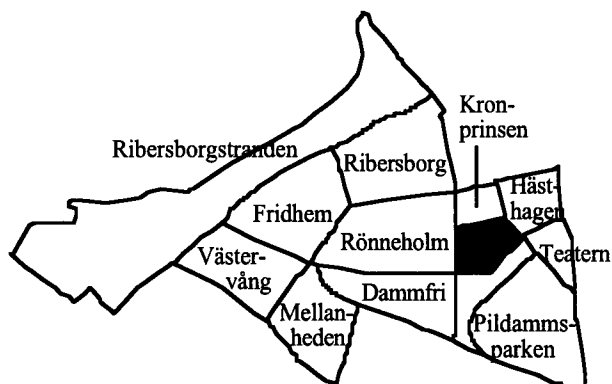 Kron-
prinsen
Ribersborgstranden
Ribersborg
Häst-
hagen
Fridhem
Rönneholm
Teatern
Väster-
vång
Dammfri
Mellan-
heden
Pildamms-
parken